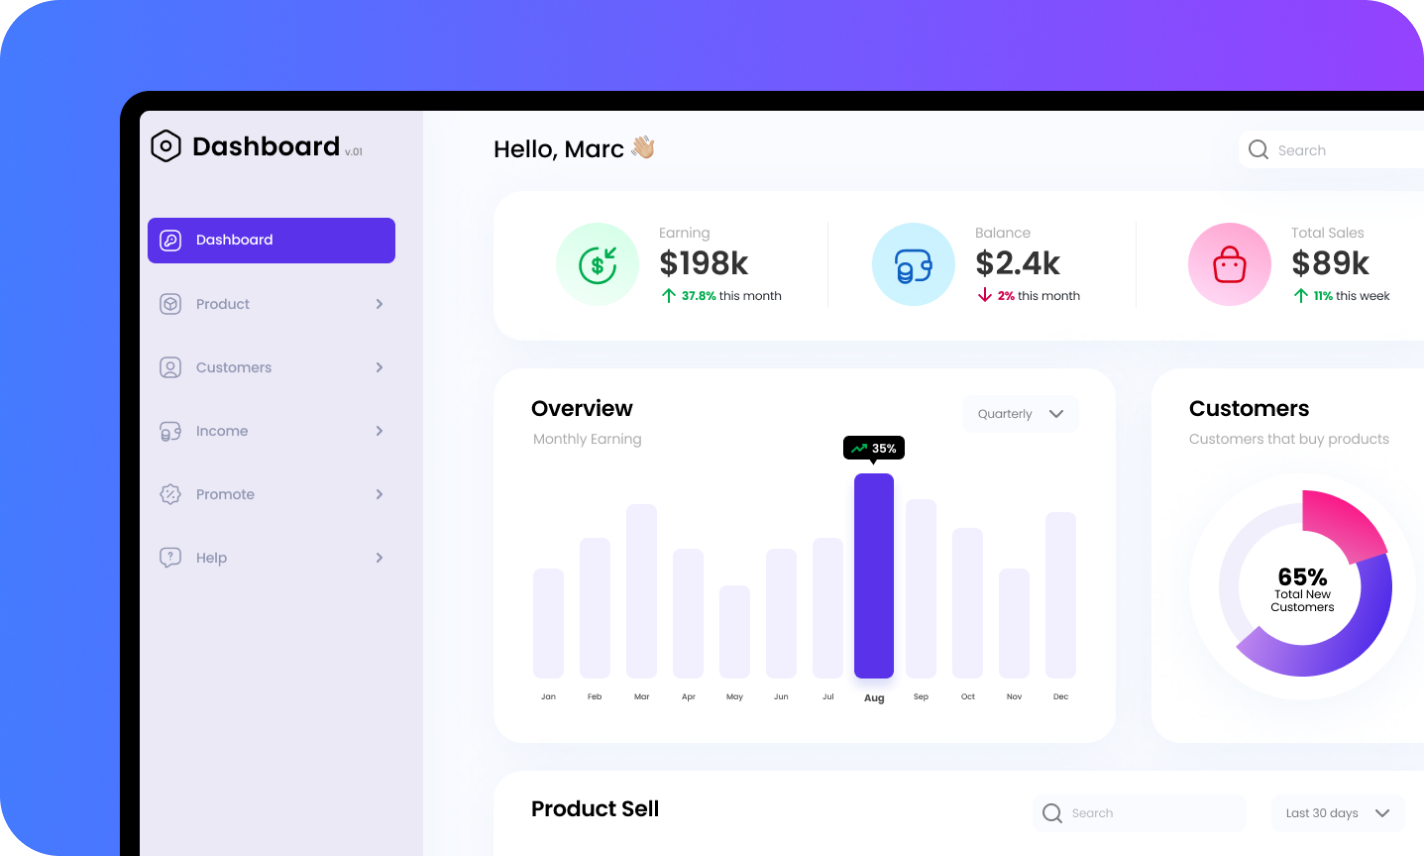 Dashboard v.01
Dashboard
Product
Customers
Income
Promote
Help
Hello, Marc
Search
Earning
$198k
37.8% this month
Balance
$2.4k
2% this month
Total Sales
$89k
11% this week
Overview
Monthly Earning
Quarterly
35%
Jan Feb Mar Apr May Jun Jul Aug Sep Oct Nov Dec
Customers
Customers that buy products
65%
Total New
Customers
Product Sell
Search
Last 30 days